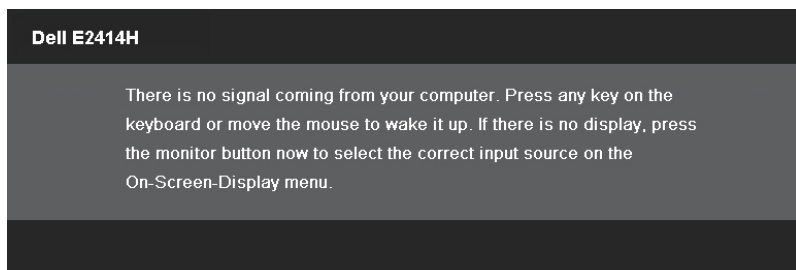 Dell E2414H
There is no signal coming from your computer. Press any key on the
keyboard or move the mouse to wake it up. If there is no display, press
the monitor button now to select the correct input source on the
On-Screen-Display menu.